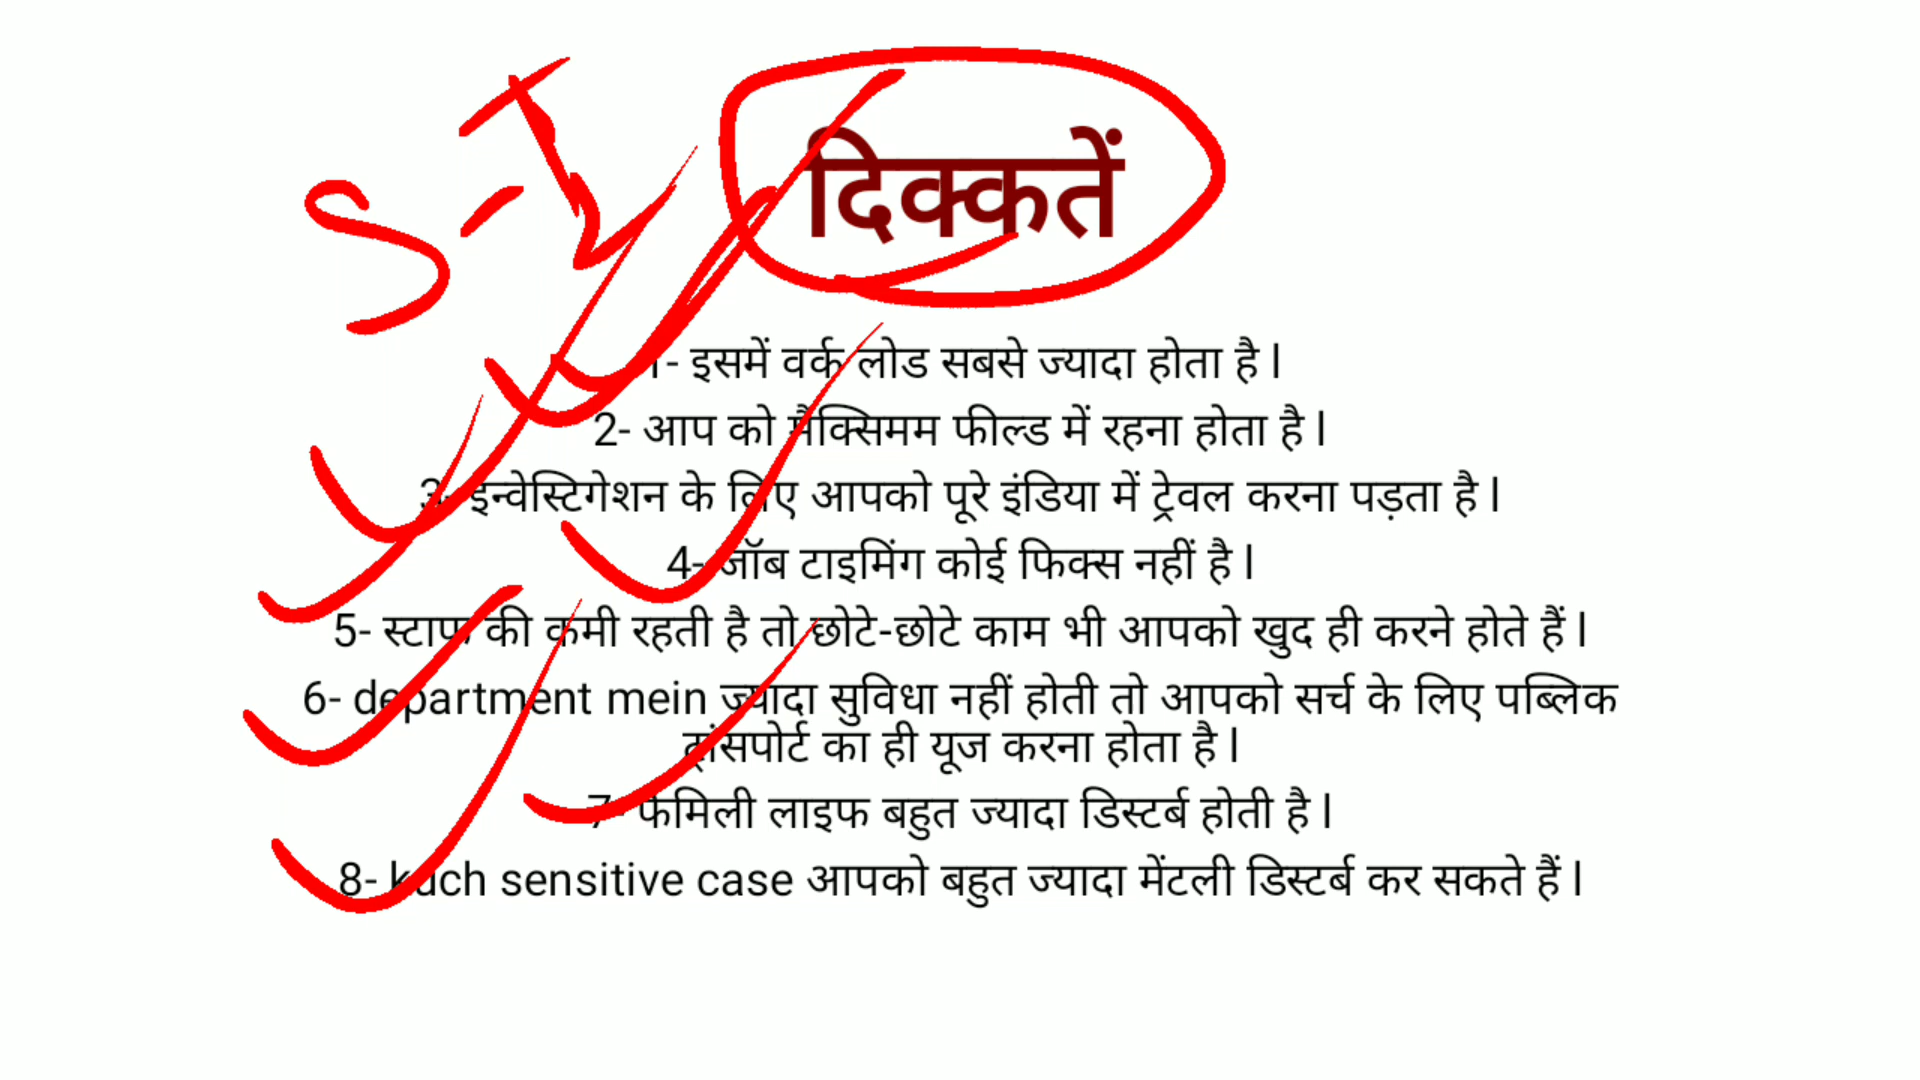 S-I
दिक्कतें
1- इसमें वर्क लोड सबसे ज्यादा होता है l
2- आप को मैक्सिमम फील्ड में रहना होता है l
3- इन्वेस्टिगेशन के लिए आपको पूरे इंडिया में ट्रेवल करना पड़ता है l
4- जॉब टाइमिंग कोई फिक्स नहीं है l
5- स्टाफ की कमी रहती है तो छोटे-छोटे काम भी आपको खुद ही करने होते हैं l
6- department mein ज्यादा सुविधा नहीं होती तो आपको सर्च के लिए पब्लिक
ट्रांसपोर्ट का ही यूज करना होता है l
7- फैमिली लाइफ बहुत ज्यादा डिस्टर्ब होती है l
8- kuch sensitive case आपको बहुत ज्यादा मेंटली डिस्टर्ब कर सकते हैं l